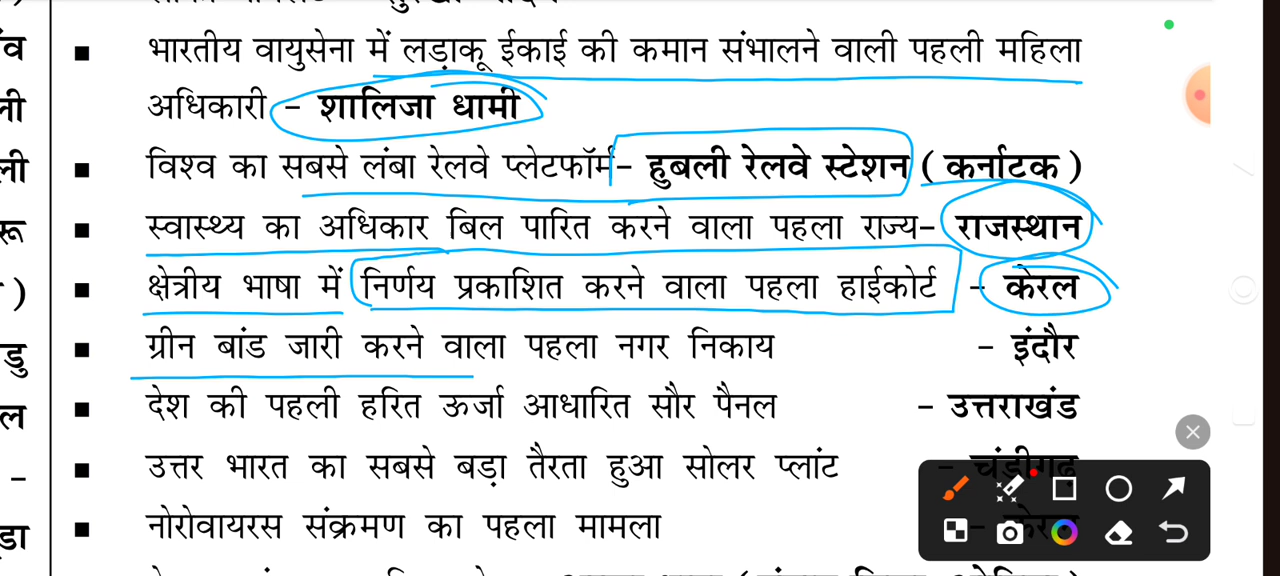 भारतीय वायुसेना में लड़ाकू ईकाई की कमान संभालने वाली पहली महिला
अधिकारी - शालिजा धामी
विश्व का सबसे लंबा रेलवे प्लेटफॉर्म- हुबली रेलवे स्टेशन (कर्नाटक)
स्वास्थ्य का अधिकार बिल पारित करने वाला पहला राज्य- राजस्थान
क्षेत्रीय भाषा में निर्णय प्रकाशित करने वाला पहला हाईकोर्ट - केरल
ग्रीन बांड जारी करने वाला पहला नगर निकाय - इंदौर
देश की पहली हरित ऊर्जा आधारित सौर पैनल - उत्तराखंड
उत्तर भारत का सबसे बड़ा तैरता हुआ सोलर प्लांट - चंडीगढ़
नोरोवायरस संक्रमण का पहला मामला - केरल